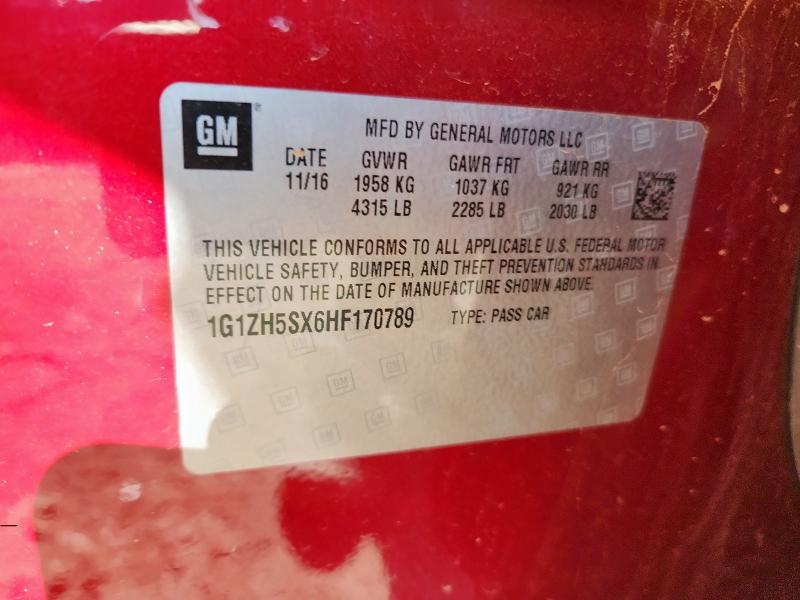 GM
MFD BY GENERAL MOTORS LLC
DATE GVWR GAWR FRT GAWR RR
11/16 1958 KG 1037 KG 921 KG
4315 LB 2285 LB 2030 LB
THIS VEHICLE CONFORMS TO ALL APPLICABLE U.S. FEDERAL MOTOR
VEHICLE SAFETY, BUMPER, AND THEFT PREVENTION STANDARDS IN
EFFECT ON THE DATE OF MANUFACTURE SHOWN ABOVE.
1G1ZH5SX6HF170789 TYPE: PASS CAR